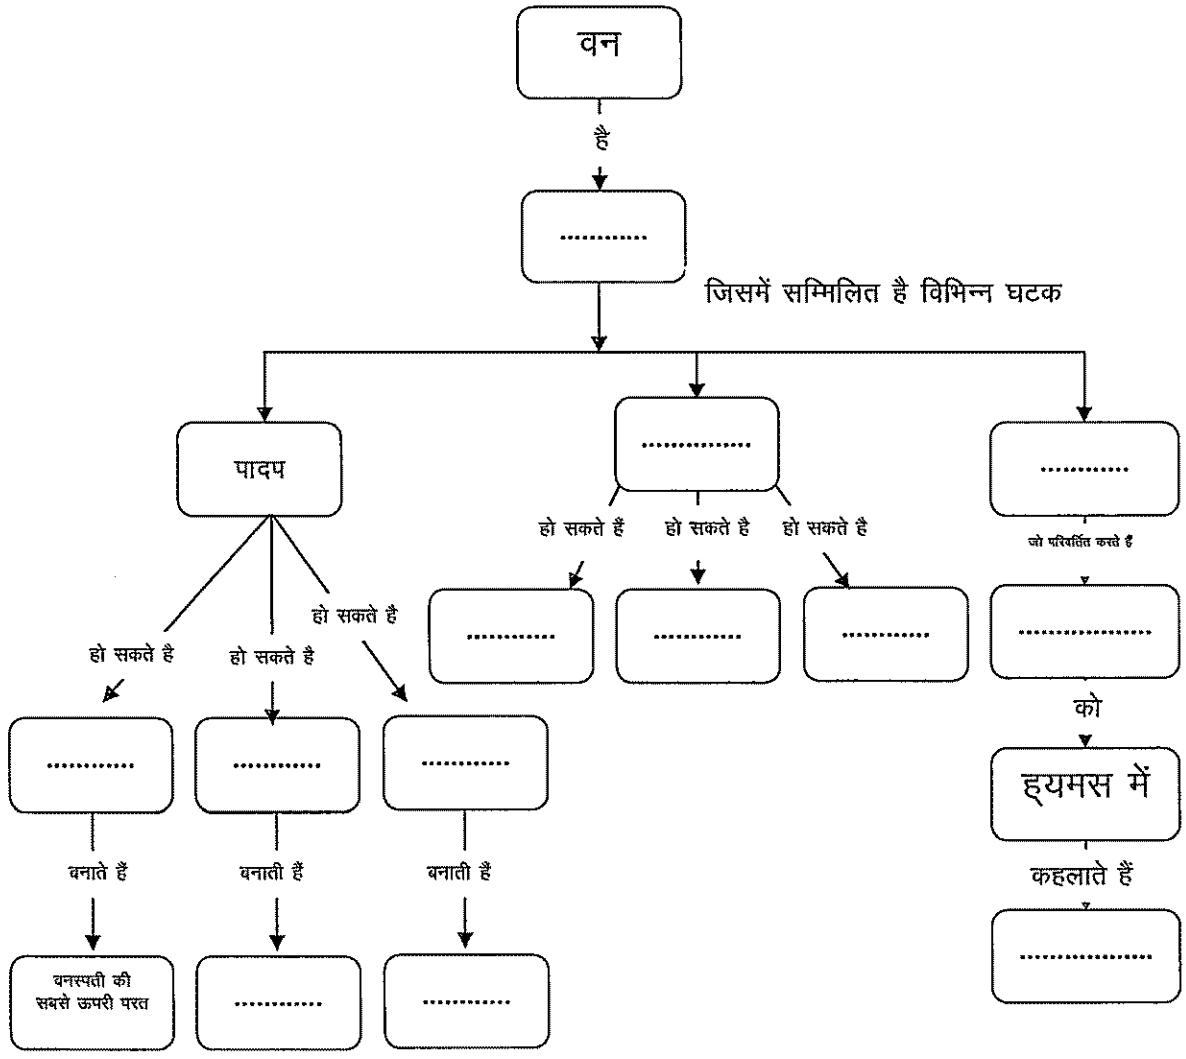 वन
है
............
जिसमें सम्मिलित है विभिन्न घटक
पादप
...............
............
हो सकते हैं
हो सकते है
हो सकते है
जो परिवर्तित करते हैं
हो सकते है
हो सकते है
हो सकते है
............
............
............
..................
को
............
............
............
ह्यमस में
बनाते हैं
बनाती हैं
बनाती हैं
कहलाते हैं
वनस्पती की
सबसे ऊपरी परत
............
............
..................